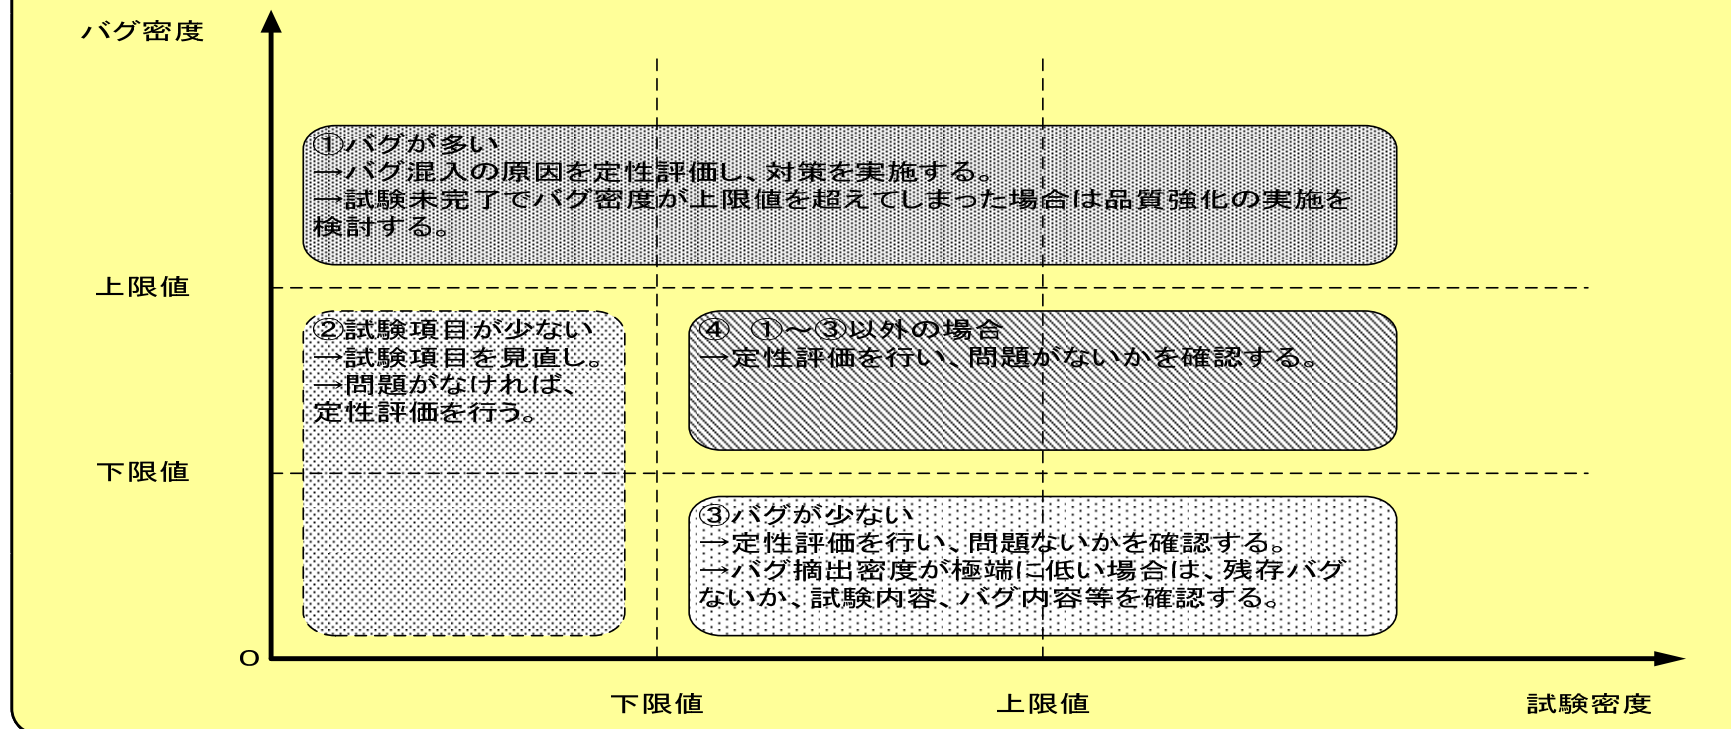 バグ密度
①バグが多い
→バグ混入の原因を定性評価し、対策を実施する。
→試験未完了でバグ密度が上限値を超えてしまった場合は品質強化の実施を
検討する。
上限値
②試験項目が少ない
→試験項目を見直し。
→問題がなければ、
定性評価を行う。
④　①～③以外の場合
→定性評価を行い、問題がないかを確認する。
下限値
③バグが少ない
→定性評価を行い、問題ないかを確認する。
→バグ摘出密度が極端に低い場合は、残存バグ
ないか、試験内容、バグ内容等を確認する。
O
下限値
上限値
試験密度